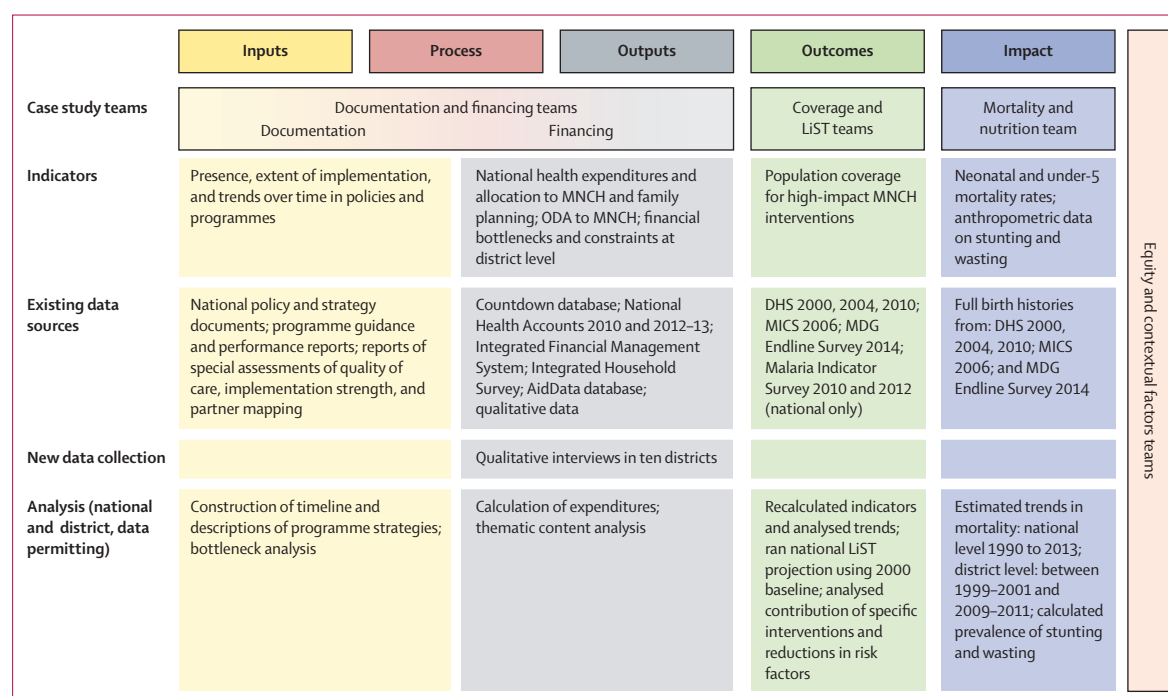 Inputs
Process
Outputs
Outcomes
Impact
Case study teams
Documentation and financing teams
Documentation
Financing
Coverage and
LiST teams
Mortality and
nutrition team
Indicators
Presence, extent of implementation,
and trends over time in policies and
programmes
National health expenditures and
allocation to MNCH and family
planning; ODA to MNCH; financial
bottlenecks and constraints at
district level
Population coverage
for high-impact MNCH
interventions
Neonatal and under-5
mortality rates;
anthropometric data
on stunting and
wasting
Existing data
sources
National policy and strategy
documents; programme guidance
and performance reports; reports of
special assessments of quality of
care, implementation strength, and
partner mapping
Countdown database; National
Health Accounts 2010 and 2012–13;
Integrated Financial Management
System; Integrated Household
Survey; AidData database;
qualitative data
DHS 2000, 2004, 2010;
MICS 2006; MDG
Endline Survey 2014;
Malaria Indicator
Survey 2010 and 2012
(national only)
Full birth histories
from: DHS 2000,
2004, 2010; MICS
2006; and MDG
Endline Survey 2014
New data collection
Qualitative interviews in ten districts
Analysis (national
and district, data
permitting)
Construction of timeline and
descriptions of programme strategies;
bottleneck analysis
Calculation of expenditures;
thematic content analysis
Recalculated indicators
and analysed trends;
ran national LiST
projection using 2000
baseline; analysed
contribution of specific
interventions and
reductions in risk
factors
Estimated trends in
mortality: national
level 1990 to 2013;
district level: between
1999–2001 and
2009–2011; calculated
prevalence of stunting
and wasting
Equity and contextual factors teams